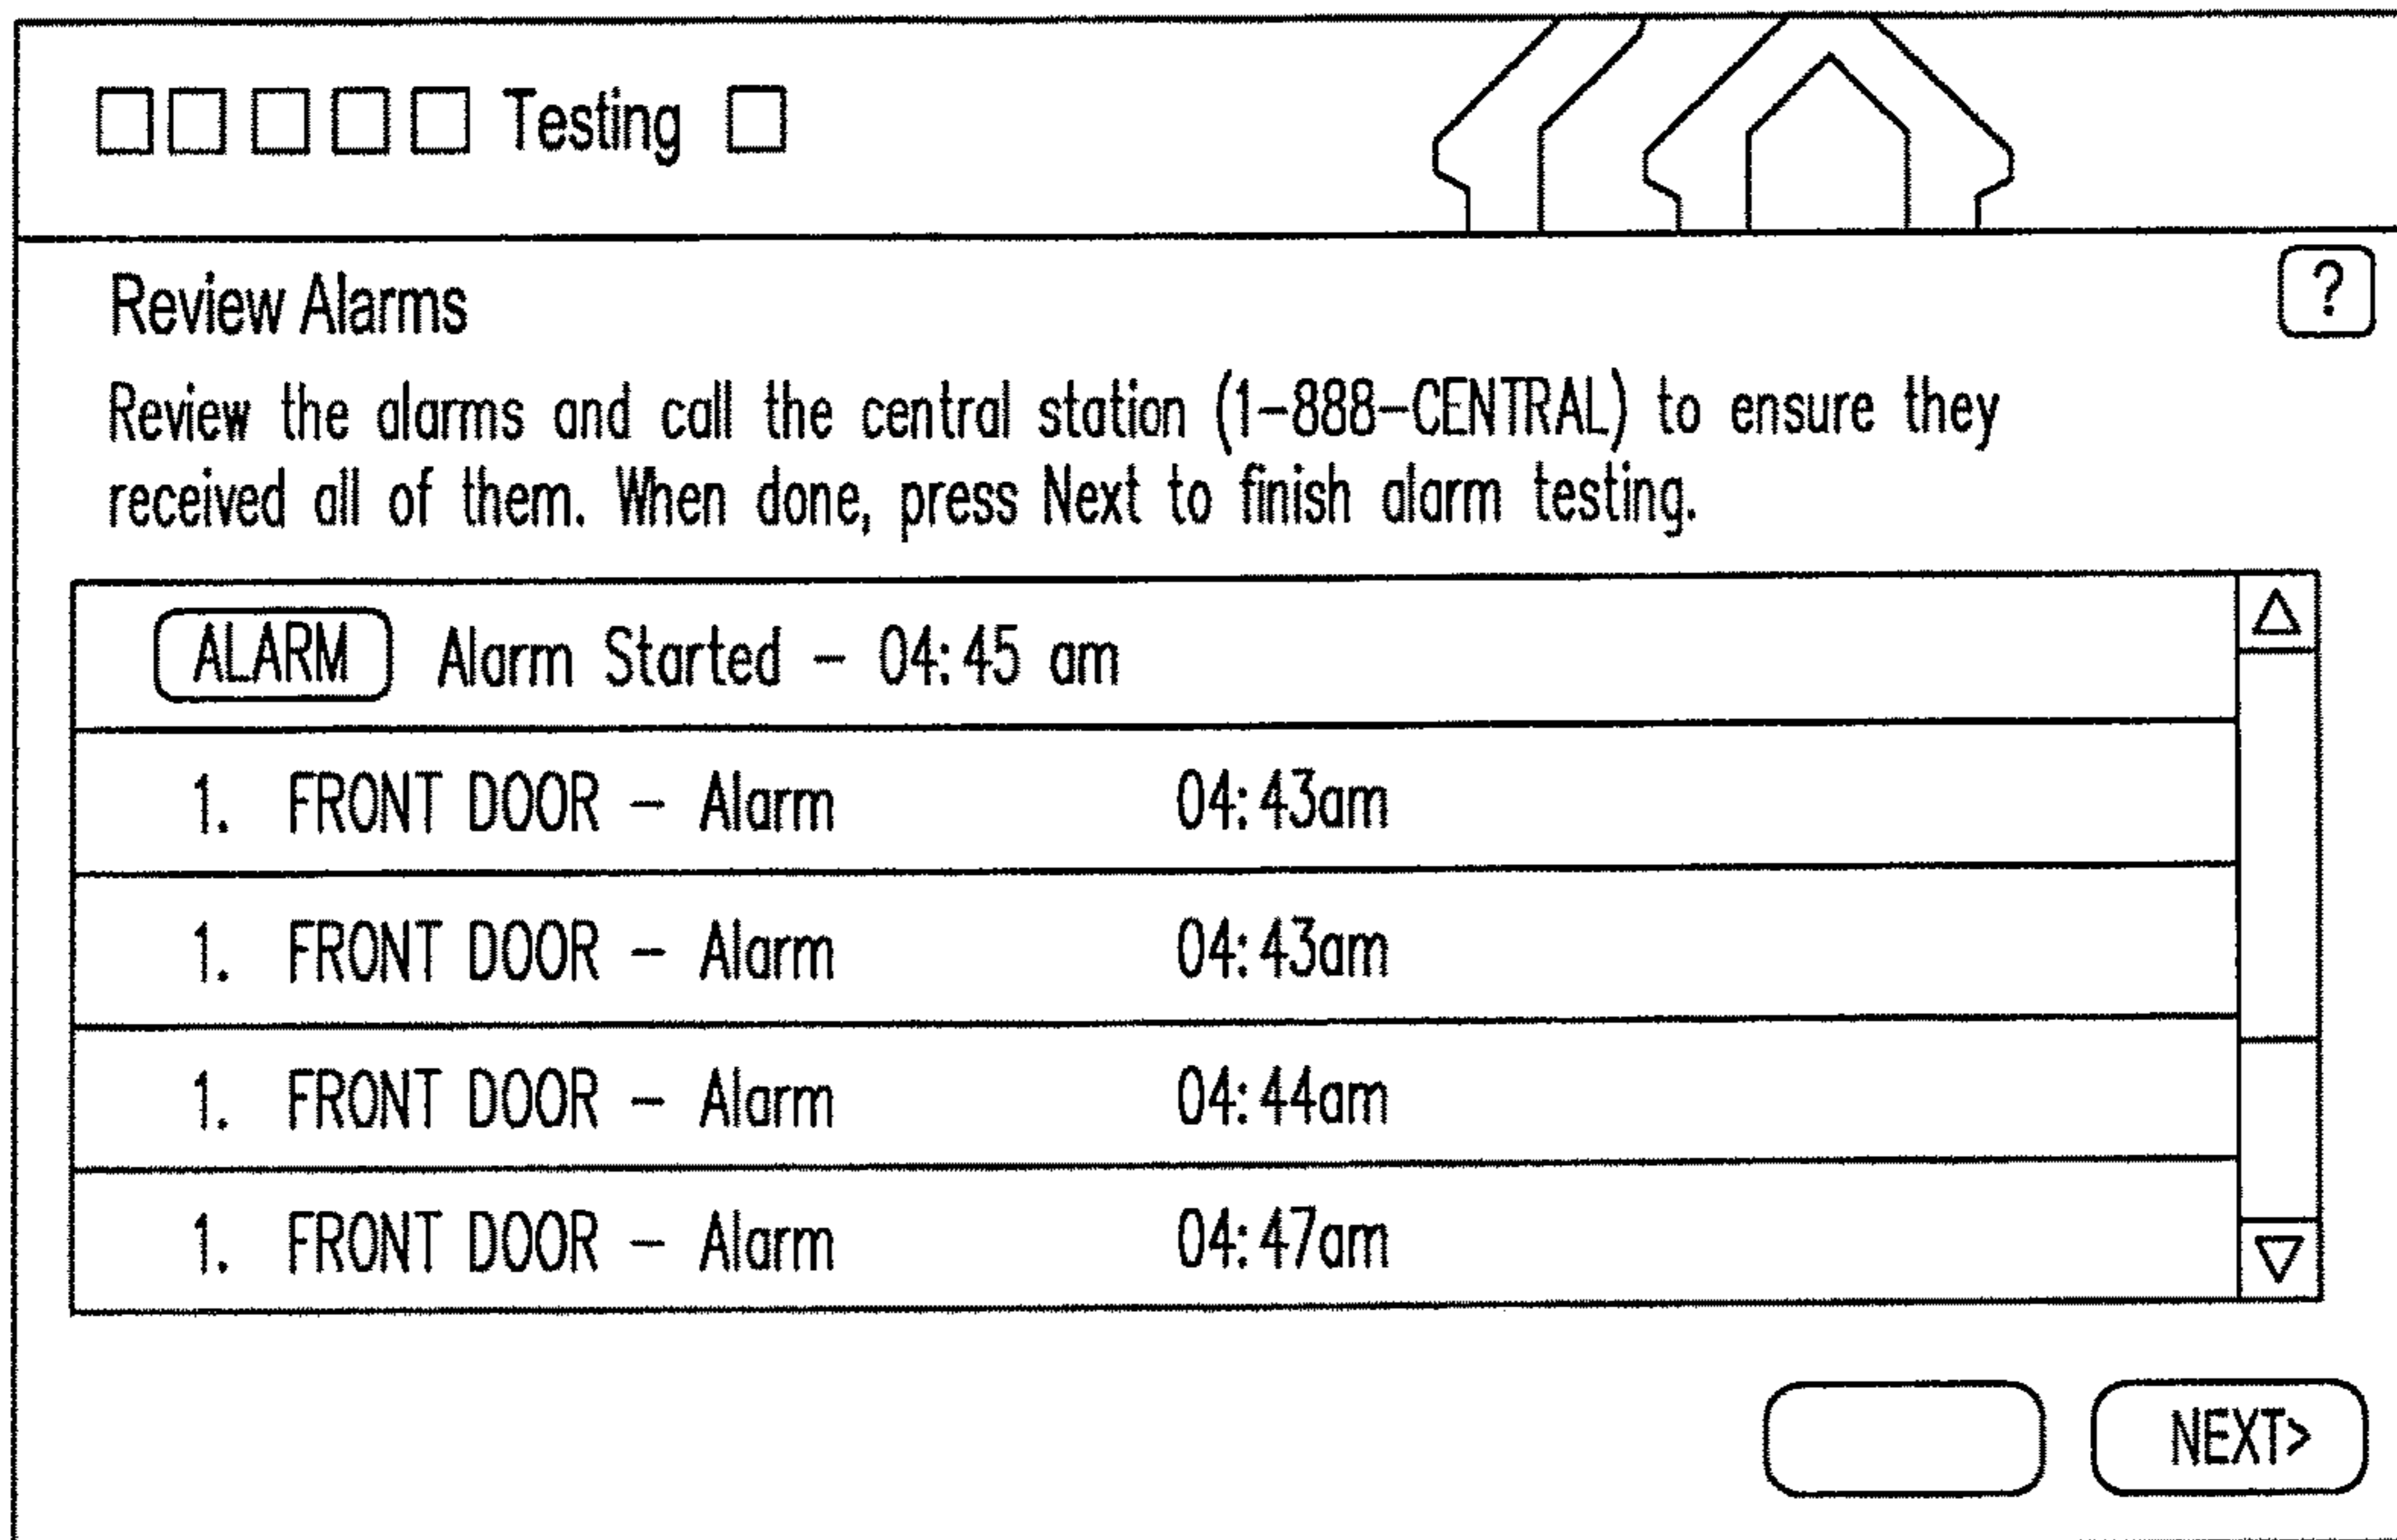 Testing
Review Alarms
?
Review the alarms and call the central station (1-888-CENTRAL) to ensure they
received all of them. When done, press Next to finish alarm testing.
ALARM Alarm Started - 04:45 am
1. FRONT DOOR - Alarm 04:43am
1. FRONT DOOR - Alarm 04:43am
1. FRONT DOOR - Alarm 04:44am
1. FRONT DOOR - Alarm 04:47am
NEXT>